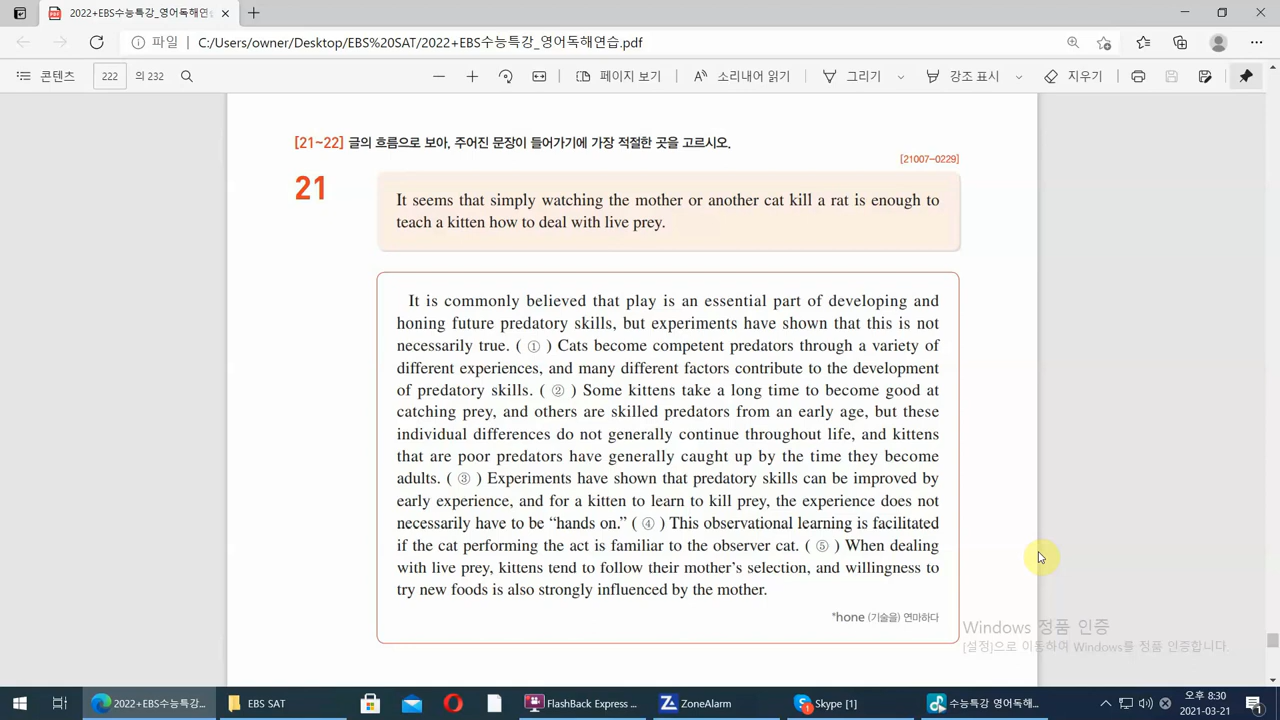 2022+EBS수능특강_영어독해연습
파일 C:/Users/owner/Desktop/EBS%20SAT/2022+EBS수능특강_영어독해연습.pdf
콘텐츠 222 의 232 페이지 보기 소리내어 읽기 그리기 강조 표시 지우기
[21~22] 글의 흐름으로 보아, 주어진 문장이 들어가기에 가장 적절한 곳을 고르시오.
[21007-0229]
21
It seems that simply watching the mother or another cat kill a rat is enough to
teach a kitten how to deal with live prey.
It is commonly believed that play is an essential part of developing and
honing future predatory skills, but experiments have shown that this is not
necessarily true. ( ① ) Cats become competent predators through a variety of
different experiences, and many different factors contribute to the development
of predatory skills. ( ② ) Some kittens take a long time to become good at
catching prey, and others are skilled predators from an early age, but these
individual differences do not generally continue throughout life, and kittens
that are poor predators have generally caught up by the time they become
adults. ( ③ ) Experiments have shown that predatory skills can be improved by
early experience, and for a kitten to learn to kill prey, the experience does not
necessarily have to be “hands on.” ( ④ ) This observational learning is facilitated
if the cat performing the act is familiar to the observer cat. ( ⑤ ) When dealing
with live prey, kittens tend to follow their mother’s selection, and willingness to
try new foods is also strongly influenced by the mother.
*hone (기술을) 연마하다
Windows 정품 인증
[설정]으로 이동하여 Windows를 정품 인증합니다.
2022+EBS수능특강... EBS SAT FlashBack Express ... ZoneAlarm Skype [1] 수능특강 영어독해... 오후 8:30
2021-03-21